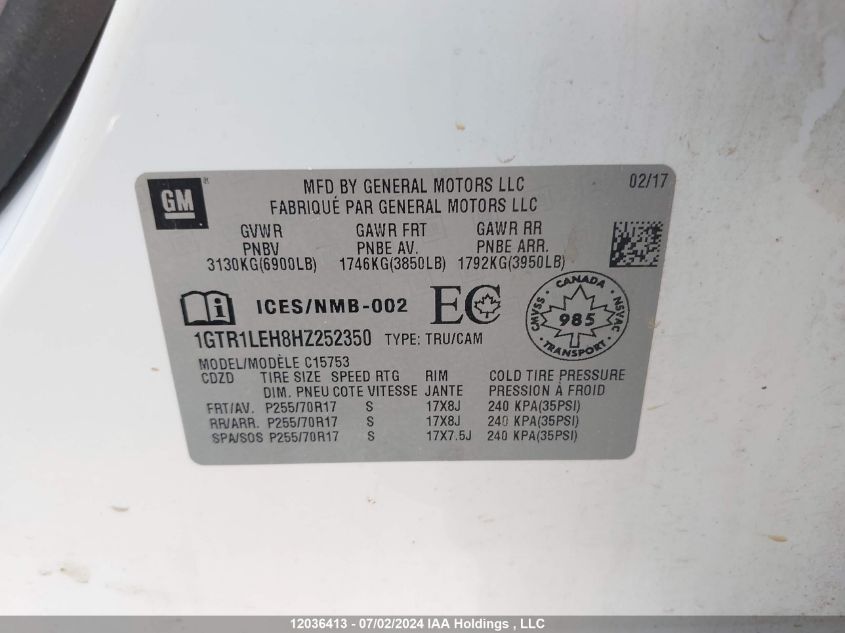 GM
MFD BY GENERAL MOTORS LLC 02/17
FABRIQUÉ PAR GENERAL MOTORS LLC
GVWR GAWR FRT GAWR RR
PNBV PNBE AV. PNBE ARR.
3130KG(6900LB) 1746KG(3850LB) 1792KG(3950LB)
i ICES/NMB-002 EC
CANADA CMVSS NSVAC 985 TRANSPORT
1GTR1LEH8HZ252350 TYPE: TRU/CAM
MODEL/MODÈLE C15753
CDZD TIRE SIZE SPEED RTG RIM COLD TIRE PRESSURE
DIM. PNEU COTE VITESSE JANTE PRESSION À FROID
FRT/AV. P255/70R17 S 17X8J 240 KPA(35PSI)
RR/ARR. P255/70R17 S 17X8J 240 KPA(35PSI)
SPA/SOS P255/70R17 S 17X7.5J 240 KPA(35PSI)
12036413 - 07/02/2024 IAA Holdings , LLC